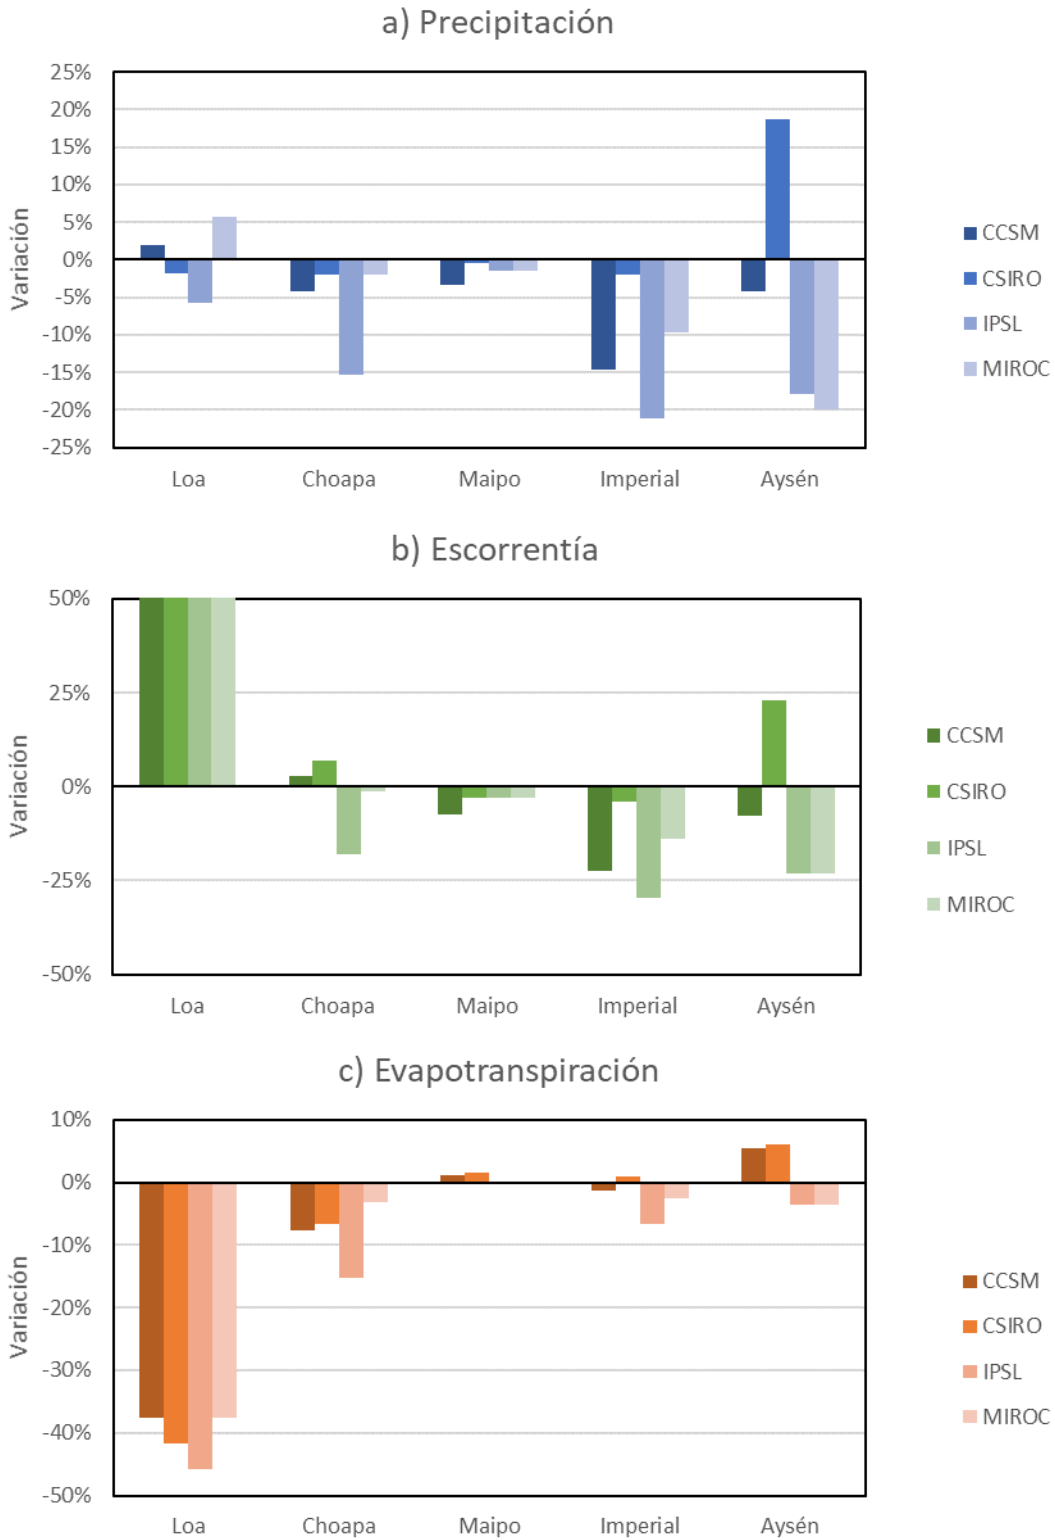 a) Precipitación
25%
20%
15%
10%
5%
0%
-5%
-10%
-15%
-20%
-25%
Variación
Loa Choapa Maipo Imperial Aysén
CCSM
CSIRO
IPSL
MIROC
b) Escorrentía
50%
25%
0%
-25%
-50%
Variación
Loa Choapa Maipo Imperial Aysén
CCSM
CSIRO
IPSL
MIROC
c) Evapotranspiración
10%
0%
-10%
-20%
-30%
-40%
-50%
Variación
Loa Choapa Maipo Imperial Aysén
CCSM
CSIRO
IPSL
MIROC